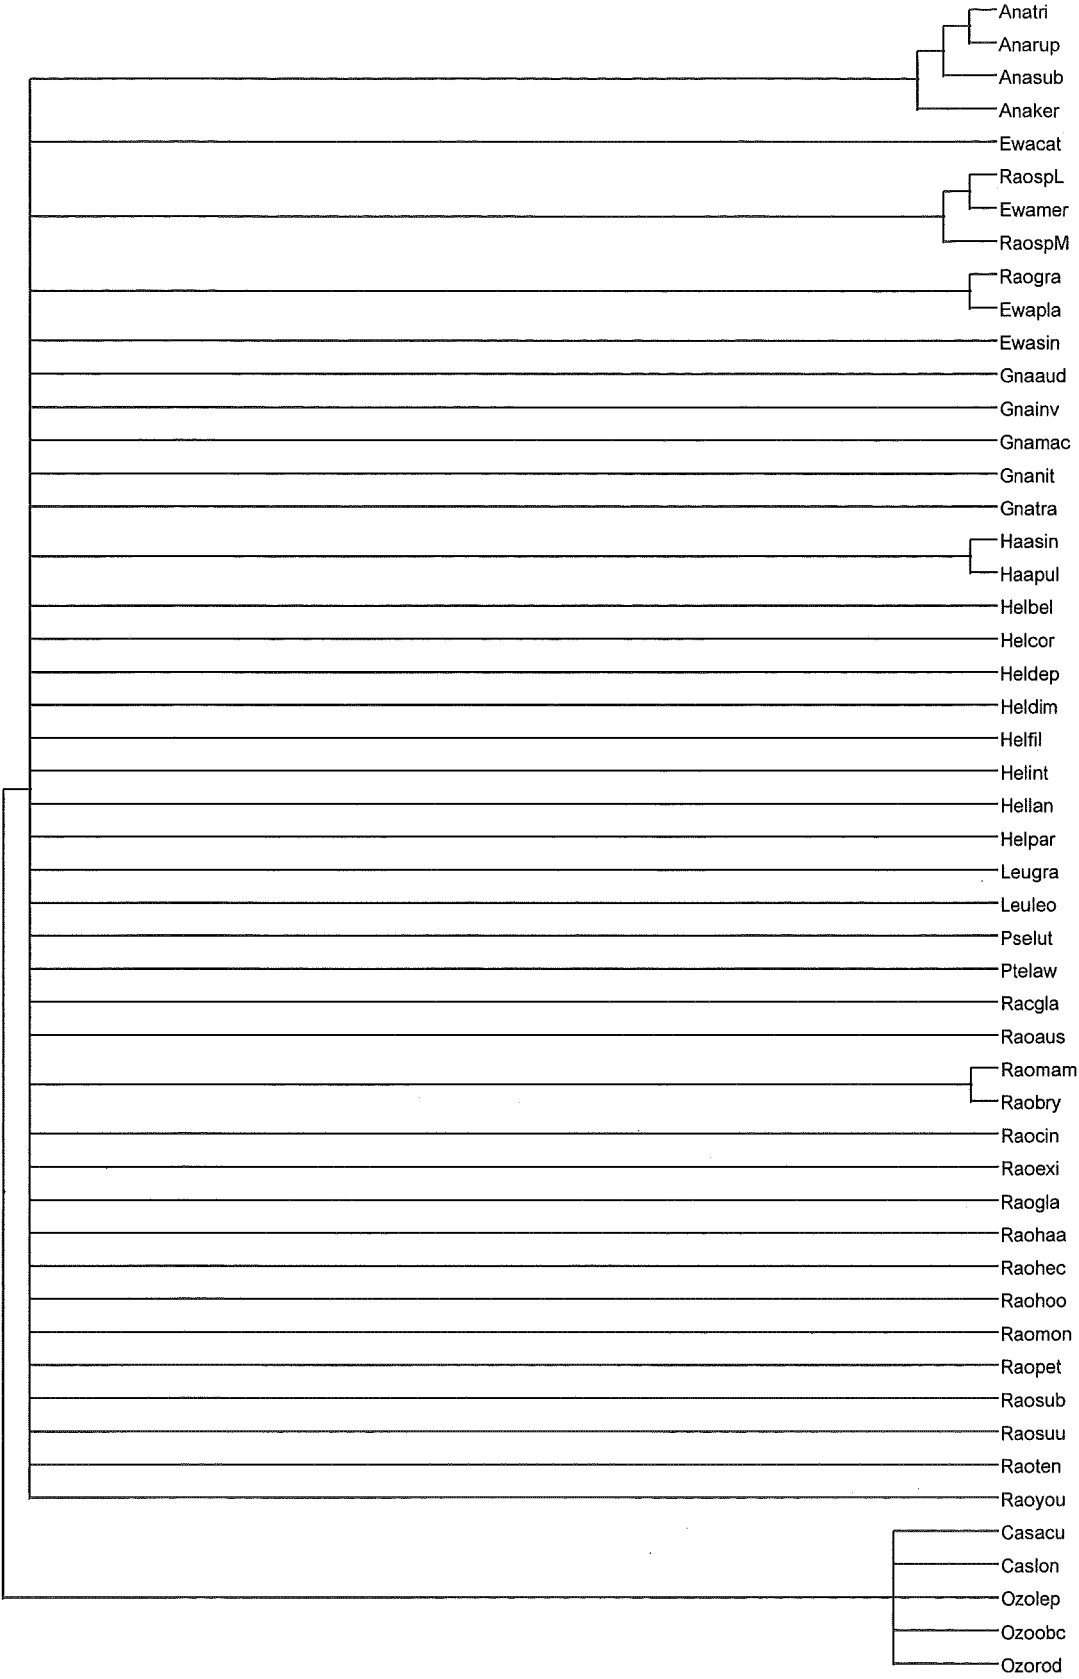 Anatri
Anarup
Anasub
Anaker
Ewacat
RaospL
Ewamer
RaospM
Raogra
Ewapla
Ewasin
Gnaaud
Gnainv
Gnamac
Gnanit
Gnatra
Haasin
Haapul
Helbel
Helcor
Heldep
Heldim
Helfil
Helint
Hellan
Helpar
Leugra
Leuleo
Pselut
Ptelaw
Racgla
Raoaus
Raomam
Raobry
Raocin
Raoexi
Raogla
Raohaa
Raohec
Raohoo
Raomon
Raopet
Raosub
Raosuu
Raoten
Raoyou
Casacu
Caslon
Ozolep
Ozoobc
Ozorod